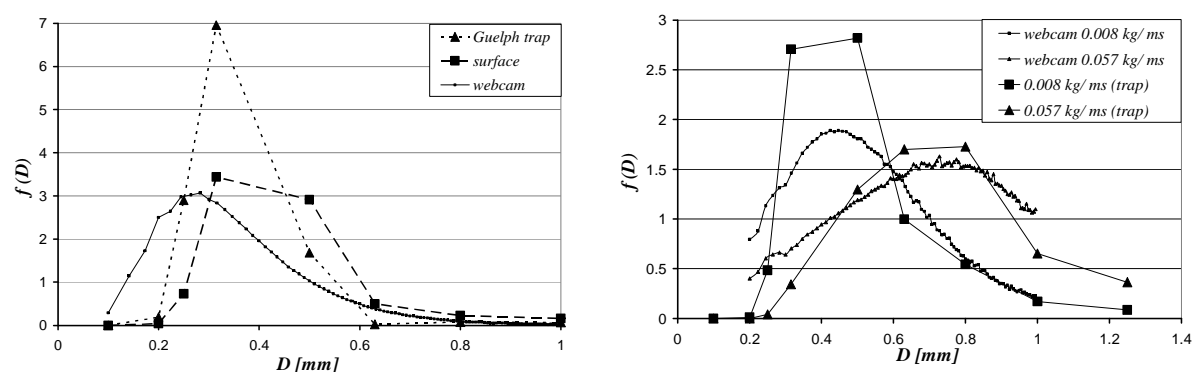 7
6
5
4
3
2
1
0
f (D)
0 0.2 0.4 0.6 0.8 1
D [mm]
Guelph trap
surface
webcam
3
2.5
2
1.5
1
0.5
0
f (D)
0 0.2 0.4 0.6 0.8 1 1.2 1.4
D [mm]
webcam 0.008 kg/ms
webcam 0.057 kg/ms
0.008 kg/ms (trap)
0.057 kg/ms (trap)